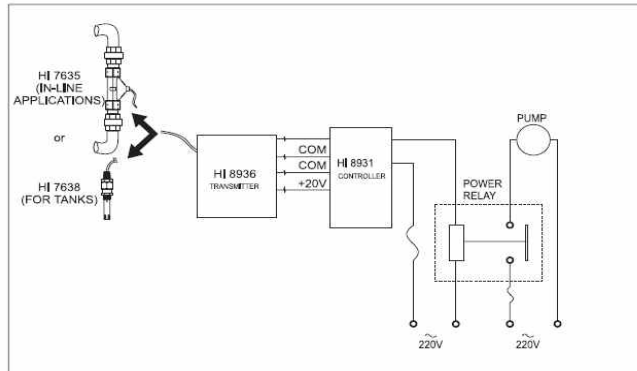 HI 7635
(IN-LINE
APPLICATIONS)
or
HI 7638
(FOR TANKS)
HI 8936
TRANSMITTER
COM
COM
+20V
HI 8931
CONTROLLER
PUMP
POWER
RELAY
~
220V
~
220V